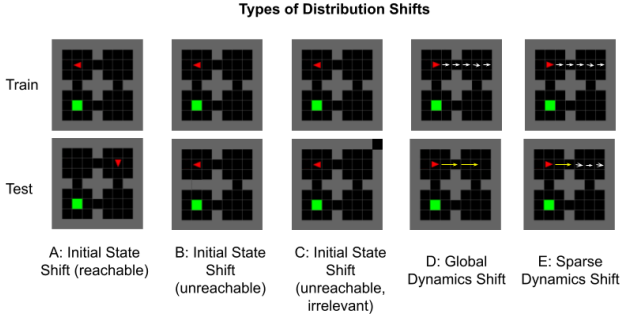 Types of Distribution Shifts
Train
Test
A: Initial State
Shift (reachable)
B: Initial State
Shift
(unreachable)
C: Initial State
Shift
(unreachable,
irrelevant)
D: Global
Dynamics Shift
E: Sparse
Dynamics Shift